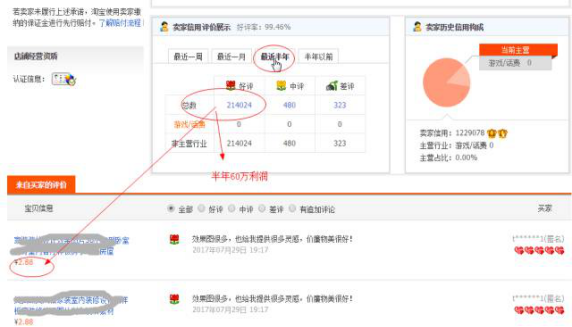 若卖家未履行上述承诺，淘宝使用卖家缴
纳的保证金进行先行赔付。了解赔付流程
店铺经营资质
认证信息：
卖家信用评价展示 好评率：99.46%
最近一周 最近一月 最近半年 半年以前
好评 中评 差评
总数 214024 480 323
游戏/话费 0 0 0
非主营行业 214024 480 323
半年60万利润
卖家历史信用构成
当前主营
游戏/话费 0
卖家信用：1229078
主营行业：游戏/话费 0
主营占比：0.00%
来自买家的评价
宝贝信息 全部 好评 中评 差评 有追加评论 买家
¥2.88
效果图很多，也给我提供很多灵感，价廉物美很好！
2017年07月29日 19:17
t******1(匿名)
¥2.88
效果图很多，也给我提供很多灵感，价廉物美很好！
2017年07月29日 19:17
t******1(匿名)